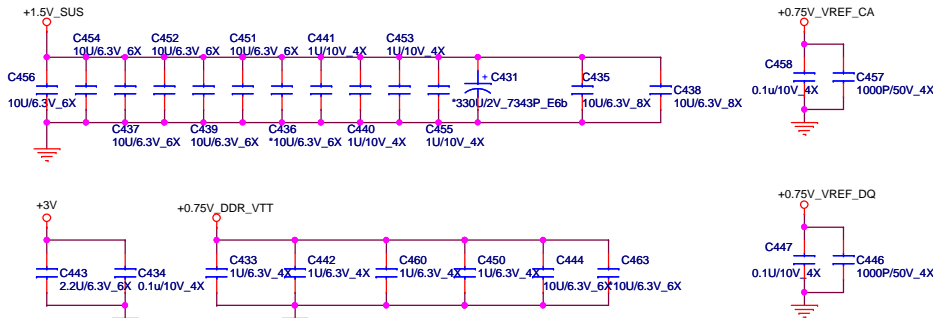 +1.5V_SUS
+0.75V_VREF_CA
C454
C452
C451
C441
C453
10U/6.3V_6X
10U/6.3V_6X
10U/6.3V_6X
1U/10V_4X
1U/10V_4X
C456
10U/6.3V_6X
+
C431
*330U/2V_7343P_E6b
C435
10U/6.3V_8X
C438
10U/6.3V_8X
C458
0.1u/10V_4X
C457
1000P/50V_4X
C437
C439
C436
C440
C455
10U/6.3V_6X
10U/6.3V_6X
*10U/6.3V_6X
1U/10V_4X
1U/10V_4X
+3V
+0.75V_DDR_VTT
+0.75V_VREF_DQ
C443
2.2U/6.3V_6X
C434
0.1u/10V_4X
C433
1U/6.3V_4X
C442
1U/6.3V_4X
C460
1U/6.3V_4X
C450
1U/6.3V_4X
C444
10U/6.3V_6X
C463
*10U/6.3V_6X
C447
0.1U/10V_4X
C446
1000P/50V_4X